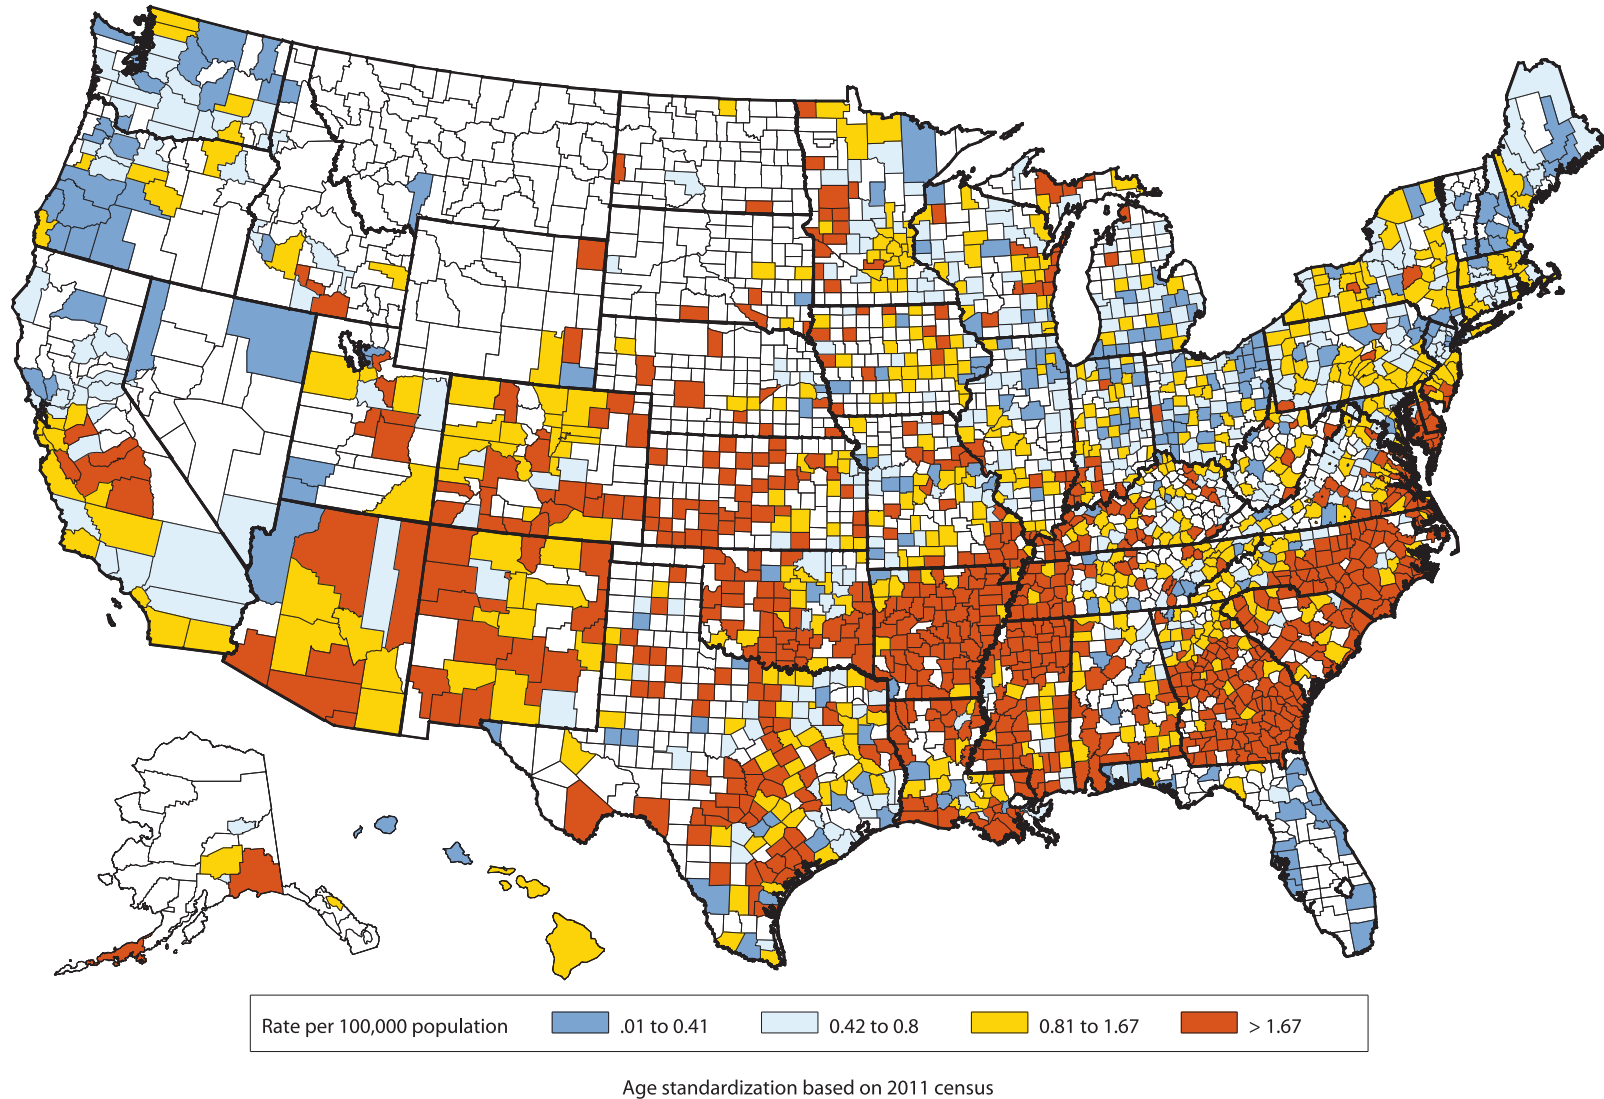 Rate per 100,000 population .01 to 0.41 0.42 to 0.8 0.81 to 1.67 > 1.67
Age standardization based on 2011 census